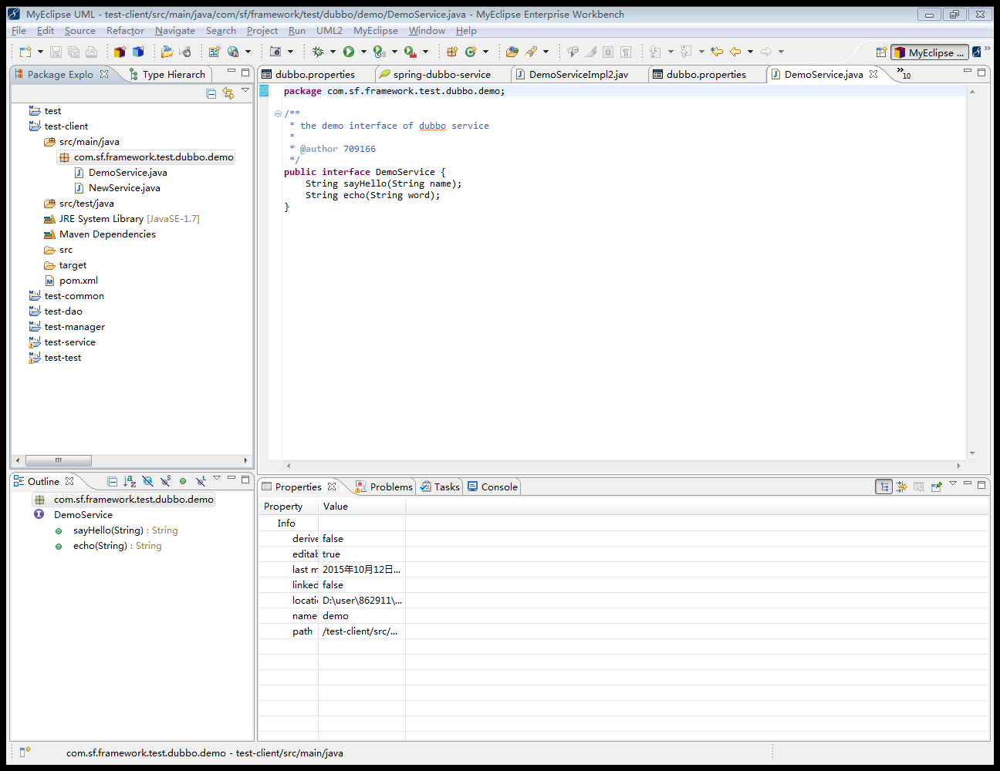 MyEclipse UML - test-client/src/main/java/com/sf/framework/test/dubbo/demo/DemoService.java - MyEclipse Enterprise Workbench
File Edit Source Refactor Navigate Search Project Run UML2 MyEclipse Window Help
MyEclipse ...
Package Explo
Type Hierarch
dubbo.properties
spring-dubbo-service
DemoServiceImpl2.jav
dubbo.properties
DemoService.java
10
test
test-client
src/main/java
com.sf.framework.test.dubbo.demo
DemoService.java
NewService.java
src/test/java
JRE System Library [JavaSE-1.7]
Maven Dependencies
src
target
pom.xml
test-common
test-dao
test-manager
test-service
test-test
package com.sf.framework.test.dubbo.demo;
/**
* the demo interface of dubbo service
*
* @author 709166
*/
public interface DemoService {
String sayHello(String name);
String echo(String word);
}
Outline
com.sf.framework.test.dubbo.demo
DemoService
sayHello(String) : String
echo(String) : String
Properties
Problems
Tasks
Console
Property Value
Info
derive false
editab true
last m 2015年10月12日...
linked false
locatio D:\user\862911\...
name demo
path /test-client/src/...
com.sf.framework.test.dubbo.demo - test-client/src/main/java